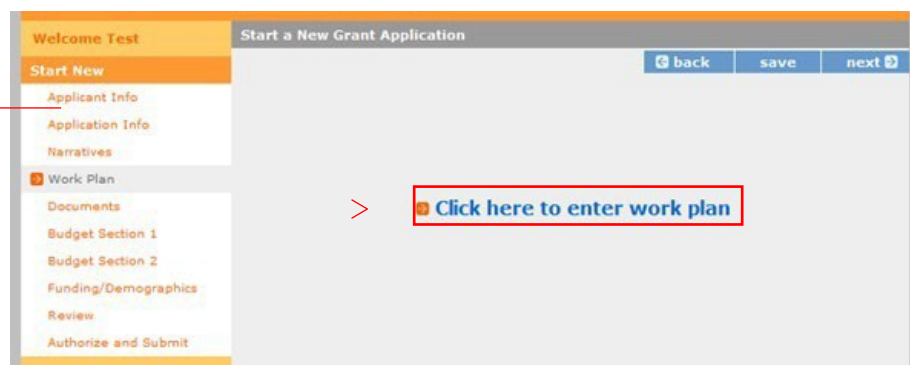 Welcome Test
Start a New Grant Application
back save next
Start New
Applicant Info
Application Info
Narratives
Work Plan
Documents
> Click here to enter work plan
Budget Section 1
Budget Section 2
Funding/Demographics
Review
Authorize and Submit